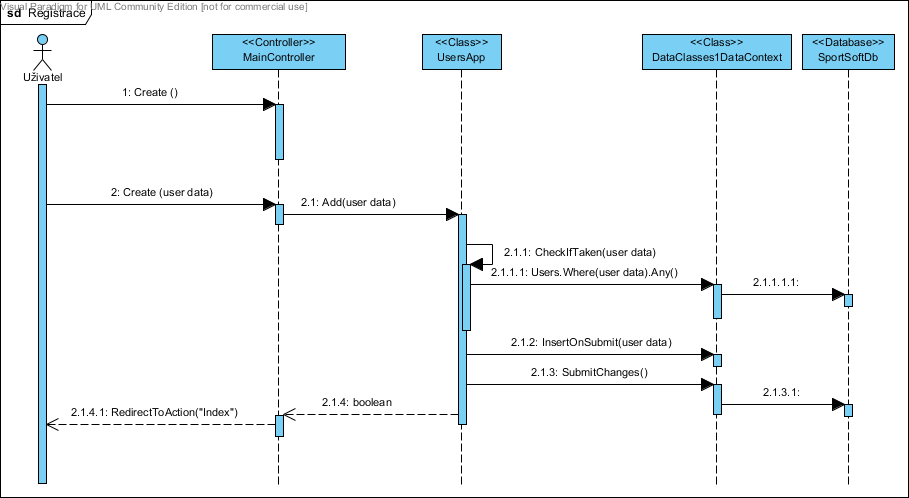 Visual Paradigm for UML Community Edition [not for commercial use]
sd Registrace
<<Controller>>
MainController
<<Class>>
UsersApp
<<Class>>
DataClasses1DataContext
<<Database>>
SportSoftDb
Uživatel
1: Create ()
2: Create (user data)
2.1: Add(user data)
2.1.1: CheckIfTaken(user data)
2.1.1.1: Users.Where(user data).Any()
2.1.1.1.1:
2.1.2: InsertOnSubmit(user data)
2.1.3: SubmitChanges()
2.1.3.1:
2.1.4: boolean
2.1.4.1: RedirectToAction("Index")